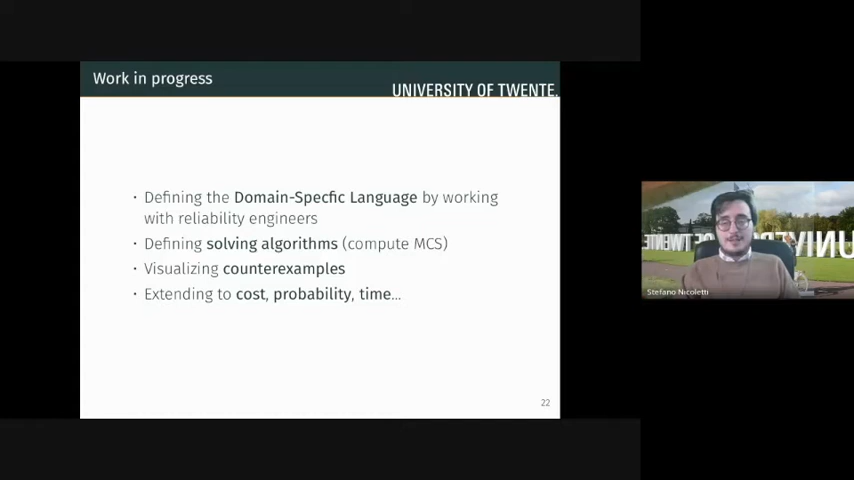 Work in progress
UNIVERSITY OF TWENTE.
· Defining the Domain-Specfic Language by working
with reliability engineers
· Defining solving algorithms (compute MCS)
· Visualizing counterexamples
· Extending to cost, probability, time...
22
Stefano Nicoletti